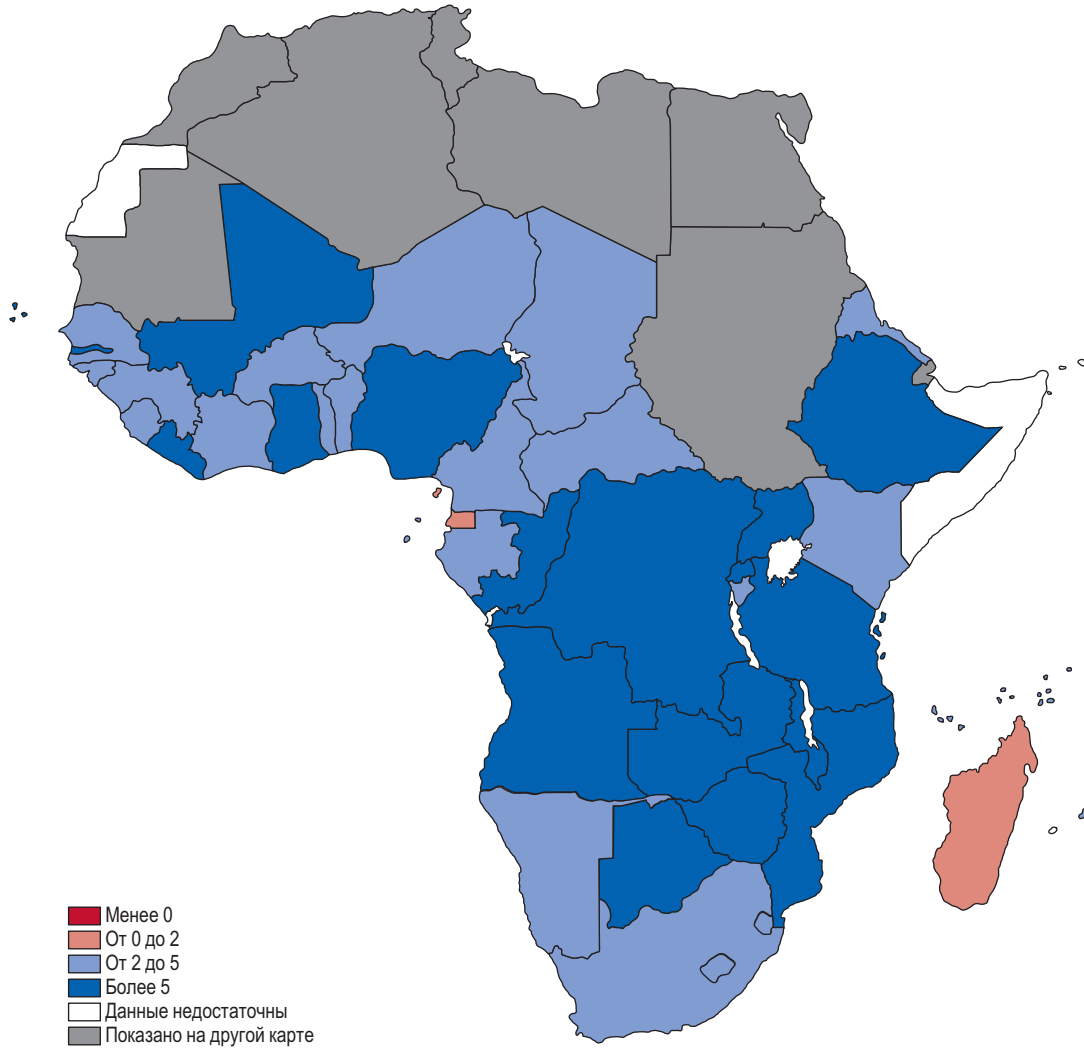 Менее 0
От 0 до 2
От 2 до 5
Более 5
Данные недостаточны
Показано на другой карте